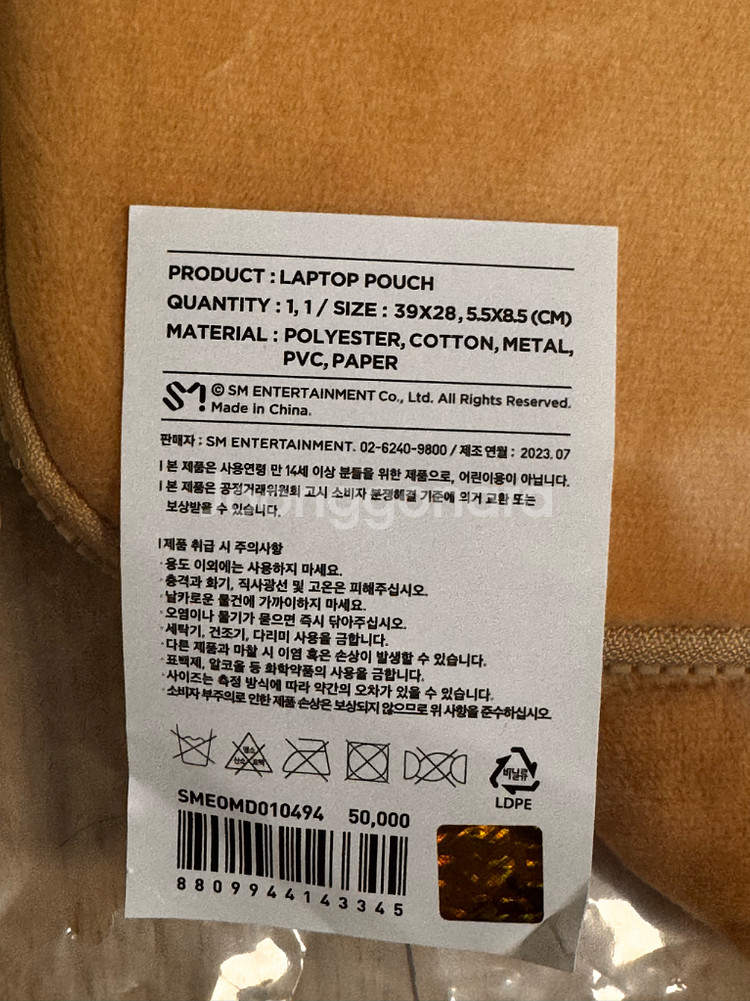 PRODUCT : LAPTOP POUCH
QUANTITY : 1, 1 / SIZE : 39X28, 5.5X8.5 (CM)
MATERIAL : POLYESTER, COTTON, METAL,
PVC, PAPER
SM! © SM ENTERTAINMENT Co., Ltd. All Rights Reserved.
Made in China.
판매자 : SM ENTERTAINMENT. 02-6240-9800 / 제조 연월 : 2023. 07
l 본 제품은 사용연령 만 14세 이상 분들을 위한 제품으로, 어린이용이 아닙니다.
l 본 제품은 공정거래위원회 고시 소비자 분쟁해결 기준에 의거 교환 또는
보상받을 수 있습니다.
l 제품 취급 시 주의사항
·용도 이외에는 사용하지 마세요.
·충격과 화기, 직사광선 및 고온은 피해주십시오.
·날카로운 물건에 가까이하지 마세요.
·오염이나 물기가 묻으면 즉시 닦아주십시오.
·세탁기, 건조기, 다리미 사용을 금합니다.
·다른 제품과 마찰 시 이염 혹은 손상이 발생할 수 있습니다.
·표백제, 알코올 등 화학약품의 사용을 금합니다.
·사이즈는 측정 방식에 따라 약간의 오차가 있을 수 있습니다.
·소비자 부주의로 인한 제품 손상은 보상되지 않으므로 위 사항을 준수하십시오.
염소
산소 표백
비닐류
LDPE
SMEOMD010494 50,000
8809944143345